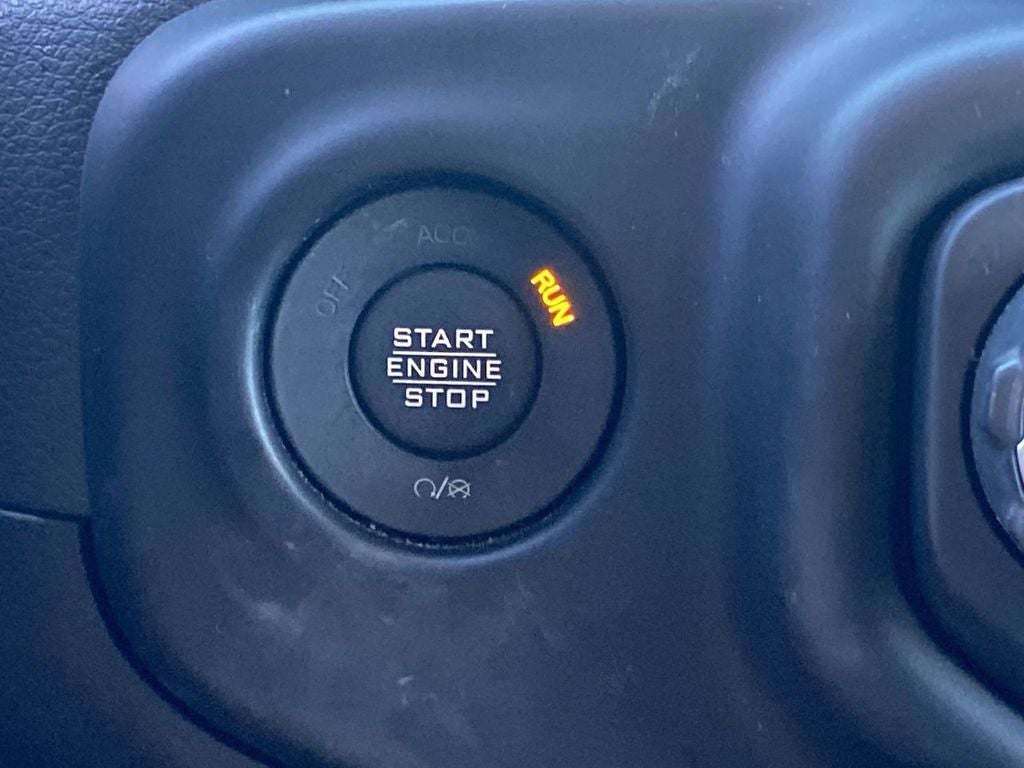 ACC
OFF
RUN
START
ENGINE
STOP